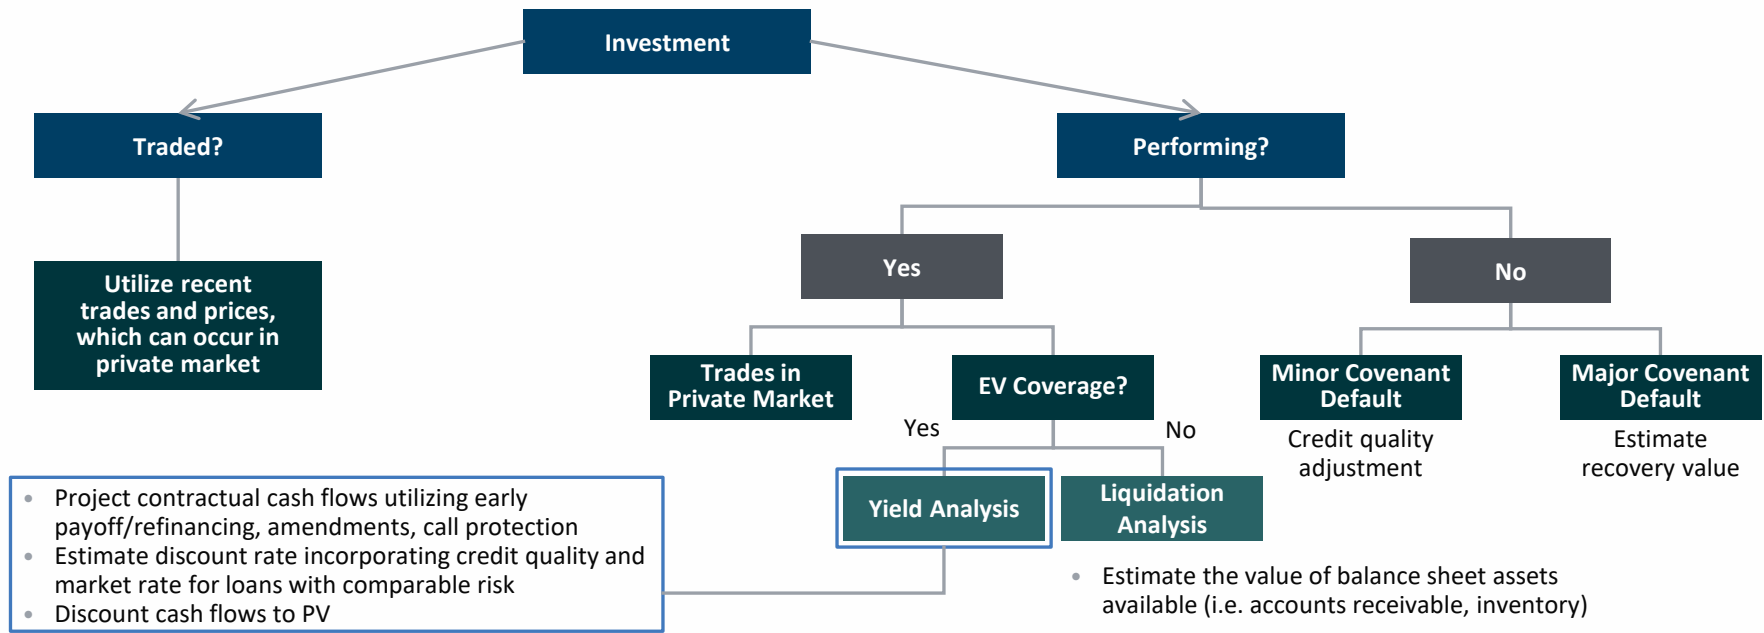 Investment
Traded?
Performing?
Utilize recent
trades and prices,
which can occur in
private market
Yes
No
Trades in
Private Market
EV Coverage?
Minor Covenant
Default
Major Covenant
Default
Credit quality
adjustment
Estimate
recovery value
Yes
No
Yield Analysis
Liquidation
Analysis
• Project contractual cash flows utilizing early
payoff/refinancing, amendments, call protection
• Estimate discount rate incorporating credit quality and
market rate for loans with comparable risk
• Discount cash flows to PV
• Estimate the value of balance sheet assets
available (i.e. accounts receivable, inventory)